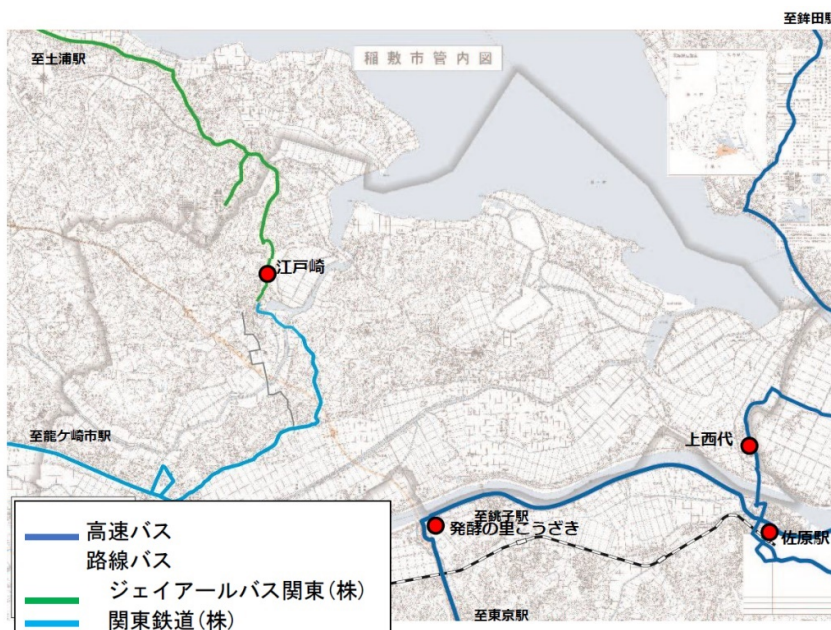 至鉾田駅
至土浦駅
稲敷市管内図
江戸崎
至龍ケ崎市駅
上西代
至銚子駅
発酵の里こうざき
佐原駅
高速バス
路線バス
ジェイアールバス関東(株)
関東鉄道(株)
至東京駅